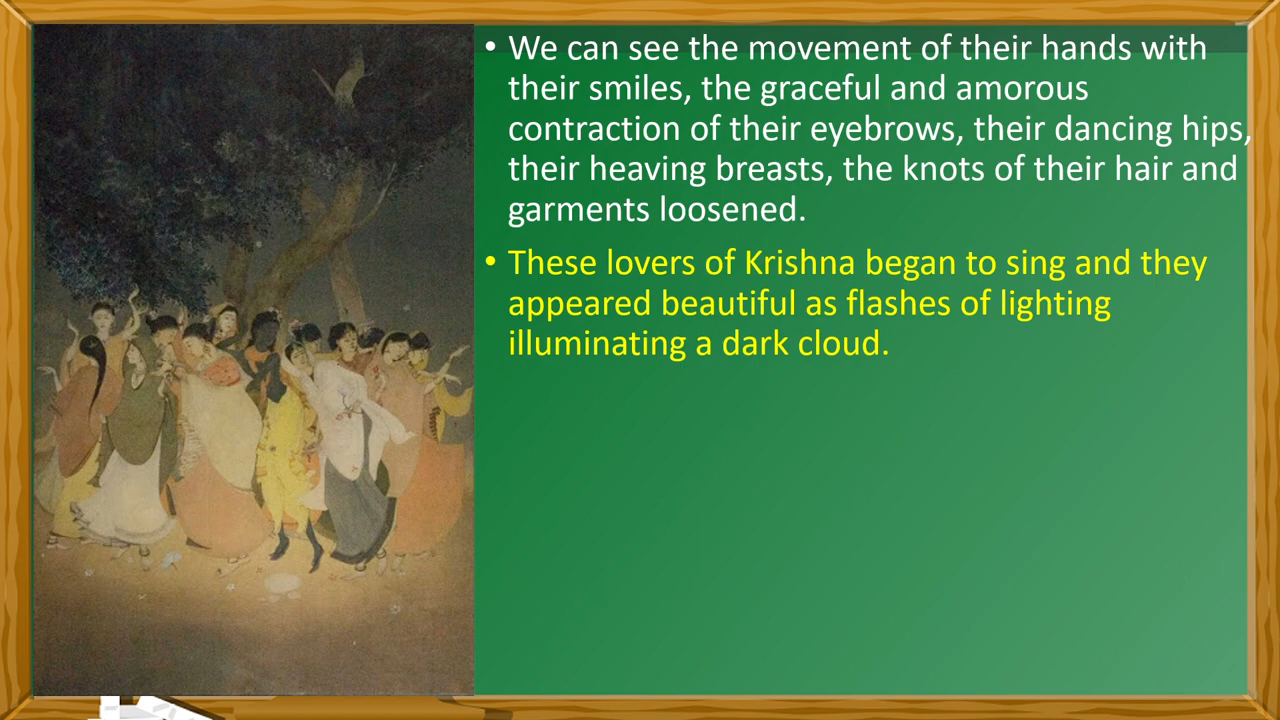 • We can see the movement of their hands with
their smiles, the graceful and amorous
contraction of their eyebrows, their dancing hips,
their heaving breasts, the knots of their hair and
garments loosened.
• These lovers of Krishna began to sing and they
appeared beautiful as flashes of lighting
illuminating a dark cloud.